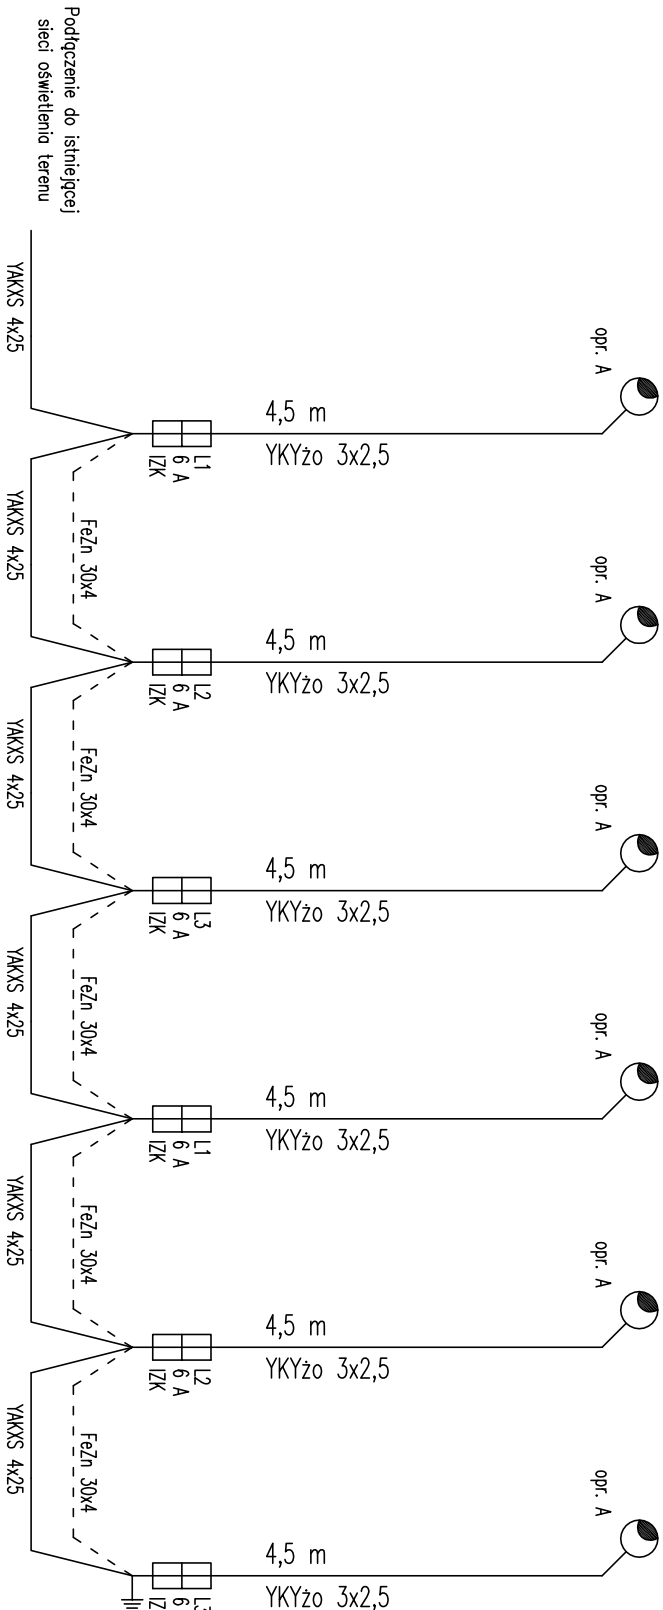 Podłączenie do istniejącej
sieci oświetlenia terenu
YAKXS 4x25
opr. A
4,5 m
YKYżo 3x2,5
L1
6 A
IZK
FeZn 30x4
YAKXS 4x25
opr. A
4,5 m
YKYżo 3x2,5
L2
6 A
IZK
FeZn 30x4
YAKXS 4x25
opr. A
4,5 m
YKYżo 3x2,5
L3
6 A
IZK
FeZn 30x4
YAKXS 4x25
opr. A
4,5 m
YKYżo 3x2,5
L1
6 A
IZK
FeZn 30x4
YAKXS 4x25
opr. A
4,5 m
YKYżo 3x2,5
L2
6 A
IZK
FeZn 30x4
YAKXS 4x25
opr. A
4,5 m
YKYżo 3x2,5